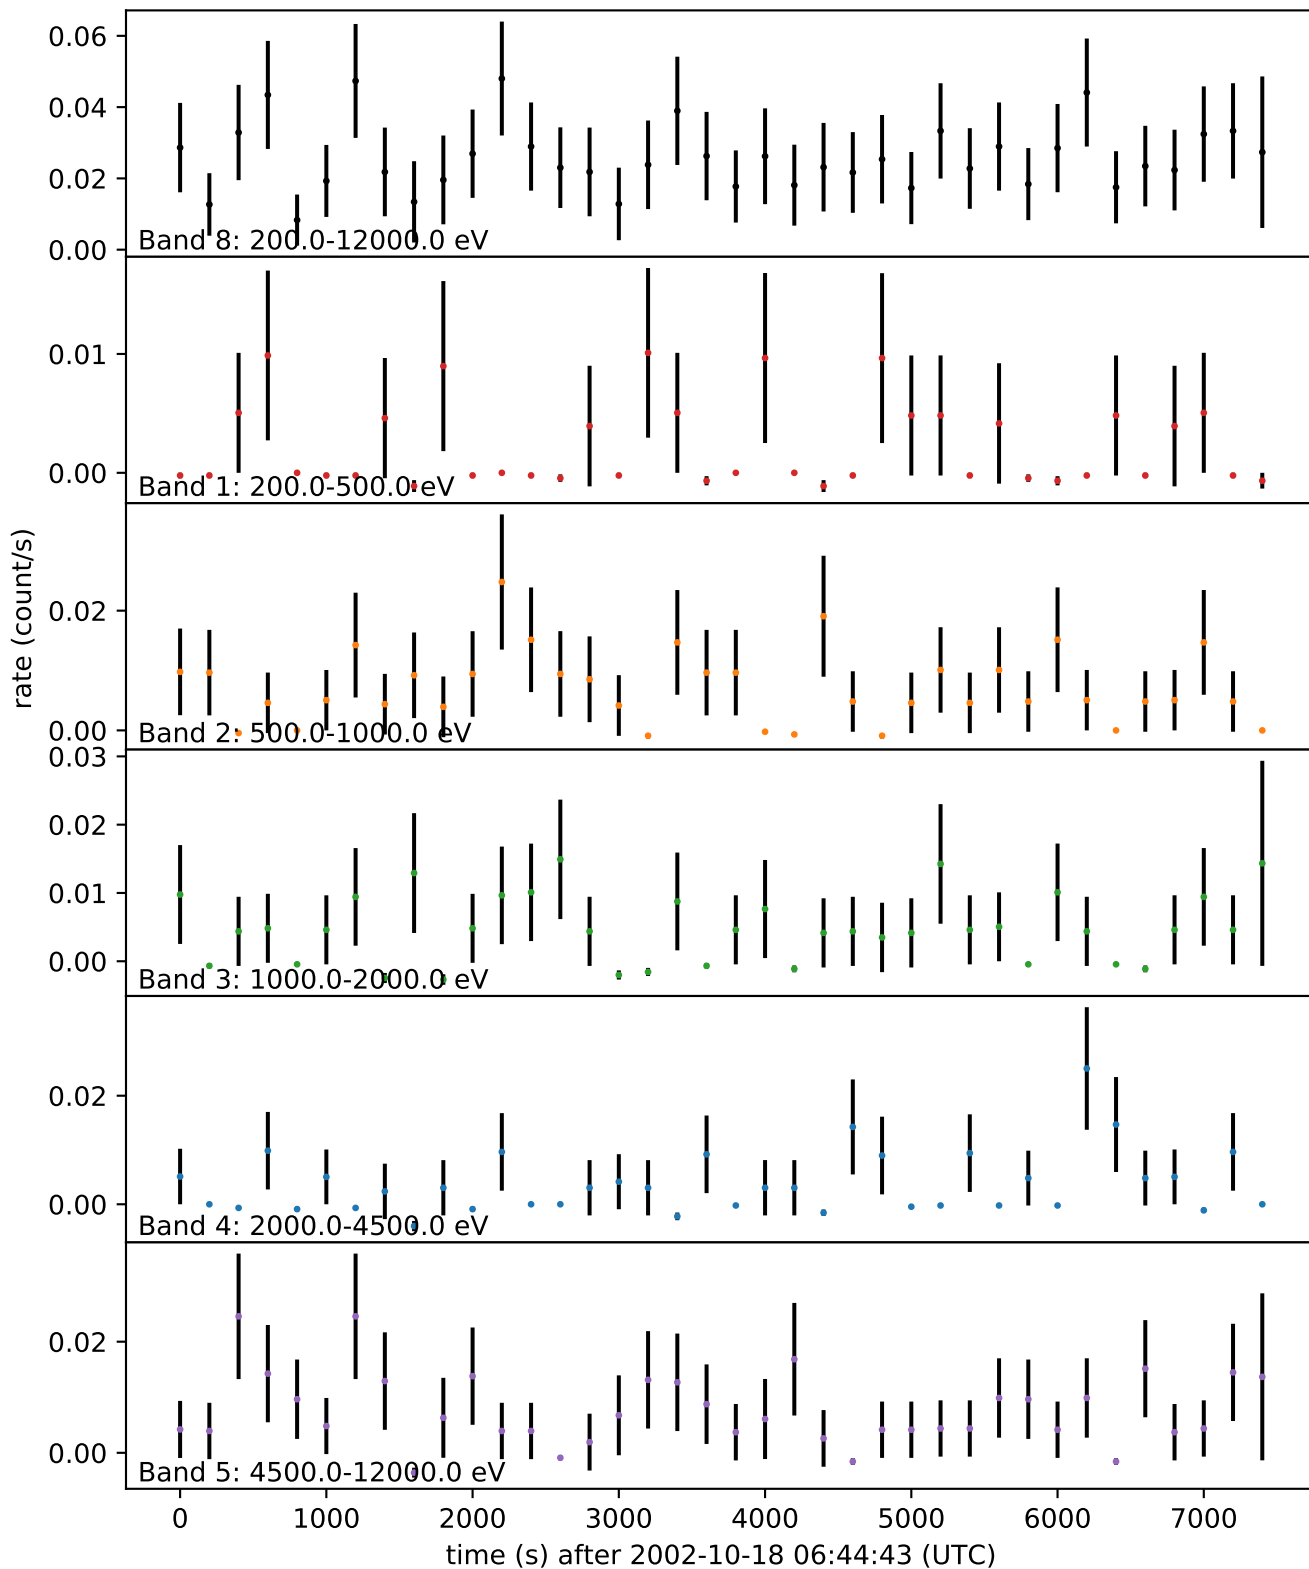 0.06
0.04
0.02
0.00
Band 8: 200.0-12000.0 eV
0.01
0.00
Band 1: 200.0-500.0 eV
0.02
0.00
Band 2: 500.0-1000.0 eV
rate (count/s)
0.03
0.02
0.01
0.00
Band 3: 1000.0-2000.0 eV
0.02
0.00
Band 4: 2000.0-4500.0 eV
0.02
0.00
Band 5: 4500.0-12000.0 eV
0 1000 2000 3000 4000 5000 6000 7000
time (s) after 2002-10-18 06:44:43 (UTC)